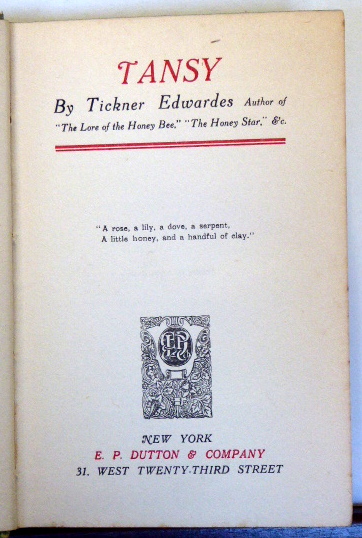 TANSY
By Tickner Edwardes Author of
"The Lore of the Honey Bee," "The Honey Star," &c.
"A rose, a lily, a dove, a serpent,
A little honey, and a handful of clay."
NEW YORK
E. P. DUTTON & COMPANY
31. WEST TWENTY-THIRD STREET